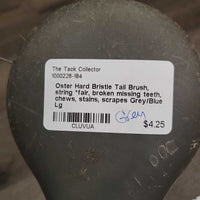 The Tack Collector
1000228-184
Oster Hard Bristle Tail Brush,
string *fair, broken missing teeth,
chews, stains, scrapes Grey/Blue
Lg
Grey
CLUVUA
$4.25